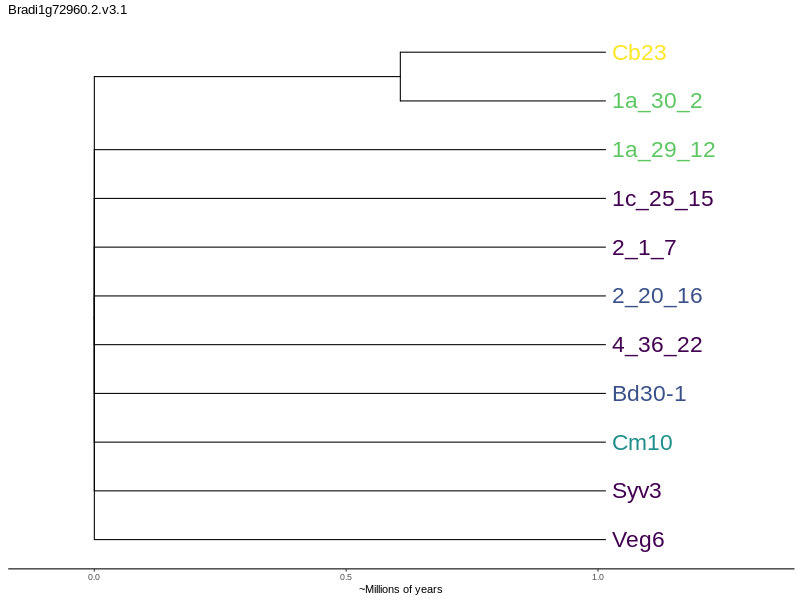 Bradi1g72960.2.v3.1
Cb23
1a_30_2
1a_29_12
1c_25_15
2_1_7
2_20_16
4_36_22
Bd30-1
Cm10
Syv3
Veg6
0.0 0.5 1.0
~Millions of years